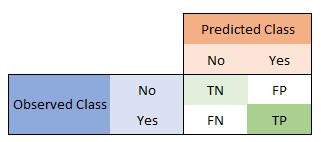 Predicted Class
No Yes
Observed Class No TN FP
Yes FN TP